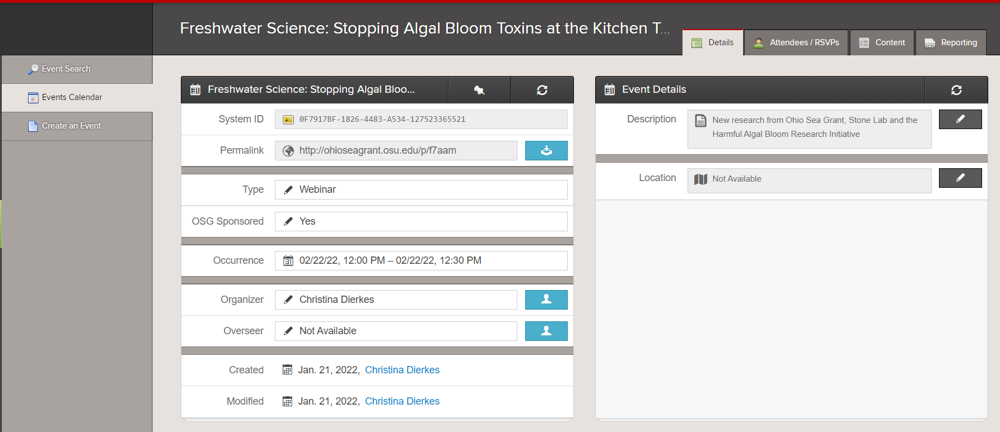 Freshwater Science: Stopping Algal Bloom Toxins at the Kitchen T...
Details
Attendees / RSVPs
Content
Reporting
Event Search
Events Calendar
Create an Event
Freshwater Science: Stopping Algal Bloo...
System ID
0F7917BF-1826-4483-A534-127523365521
Permalink
http://ohioseagrant.osu.edu/p/f7aam
Type
Webinar
OSG Sponsored
Yes
Occurrence
02/22/22, 12:00 PM – 02/22/22, 12:30 PM
Organizer
Christina Dierkes
Overseer
Not Available
Created
Jan. 21, 2022, Christina Dierkes
Modified
Jan. 21, 2022, Christina Dierkes
Event Details
Description
New research from Ohio Sea Grant, Stone Lab and the
Harmful Algal Bloom Research Initiative
Location
Not Available